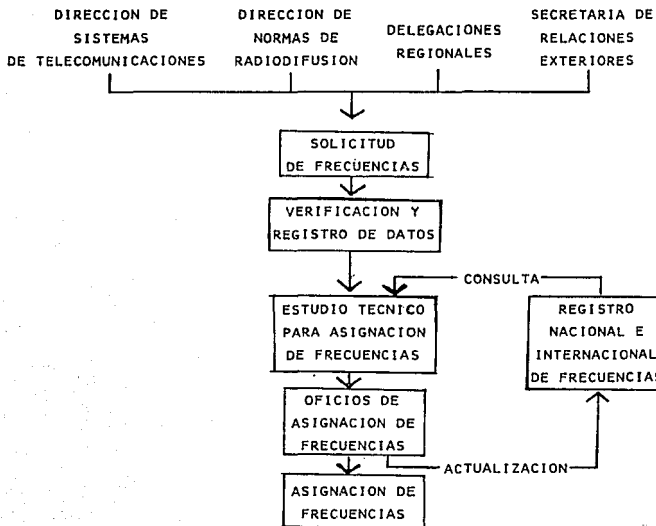 DIRECCION DE
SISTEMAS
DE TELECOMUNICACIONES
DIRECCION DE
NORMAS DE
RADIODIFUSION
DELEGACIONES
REGIONALES
SECRETARIA DE
RELACIONES
EXTERIORES
SOLICITUD
DE FRECUENCIAS
VERIFICACION Y
REGISTRO DE DATOS
CONSULTA
ESTUDIO TECNICO
PARA ASIGNACION
DE FRECUENCIAS
REGISTRO
NACIONAL E
INTERNACIONAL
DE FRECUENCIAS
OFICIOS DE
ASIGNACION DE
FRECUENCIAS
ACTUALIZACION
ASIGNACION DE
FRECUENCIAS